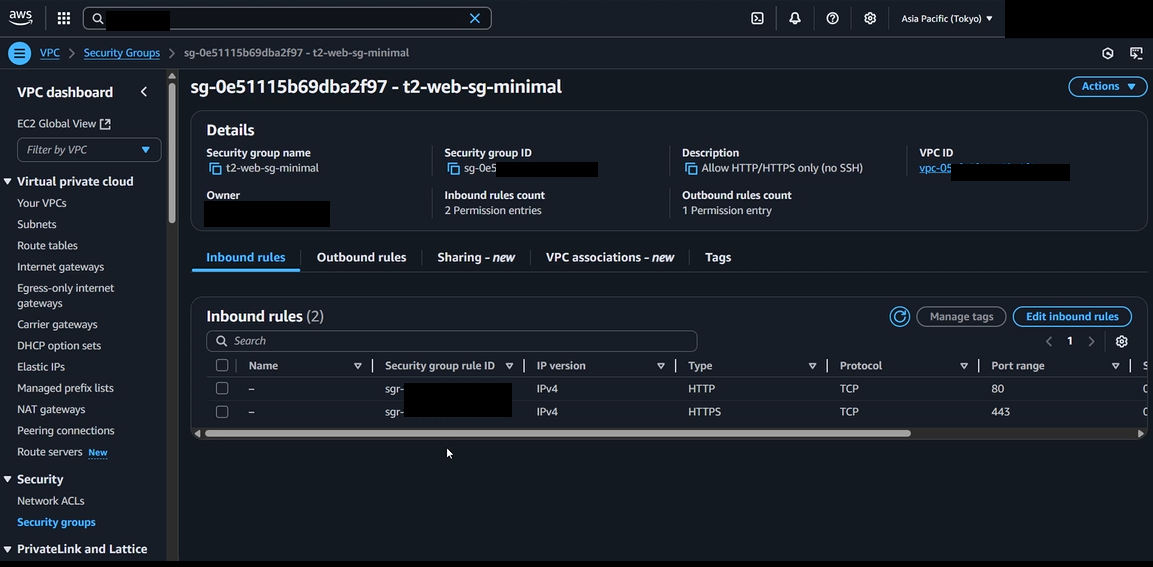 aws
Asia Pacific (Tokyo)
VPC > Security Groups > sg-0e51115b69dba2f97 - t2-web-sg-minimal
VPC dashboard
EC2 Global View
Filter by VPC
Virtual private cloud
Your VPCs
Subnets
Route tables
Internet gateways
Egress-only internet
gateways
Carrier gateways
DHCP option sets
Elastic IPs
Managed prefix lists
NAT gateways
Peering connections
Route servers New
Security
Network ACLs
Security groups
PrivateLink and Lattice
sg-0e51115b69dba2f97 - t2-web-sg-minimal
Actions
Details
Security group name
t2-web-sg-minimal
Security group ID
sg-0e5
Description
Allow HTTP/HTTPS only (no SSH)
VPC ID
vpc-05
Owner
Inbound rules count
2 Permission entries
Outbound rules count
1 Permission entry
Inbound rules Outbound rules Sharing - new VPC associations - new Tags
Inbound rules (2)
Manage tags Edit inbound rules
Search
1
Name Security group rule ID IP version Type Protocol Port range
– sgr- IPv4 HTTP TCP 80
– sgr- IPv4 HTTPS TCP 443